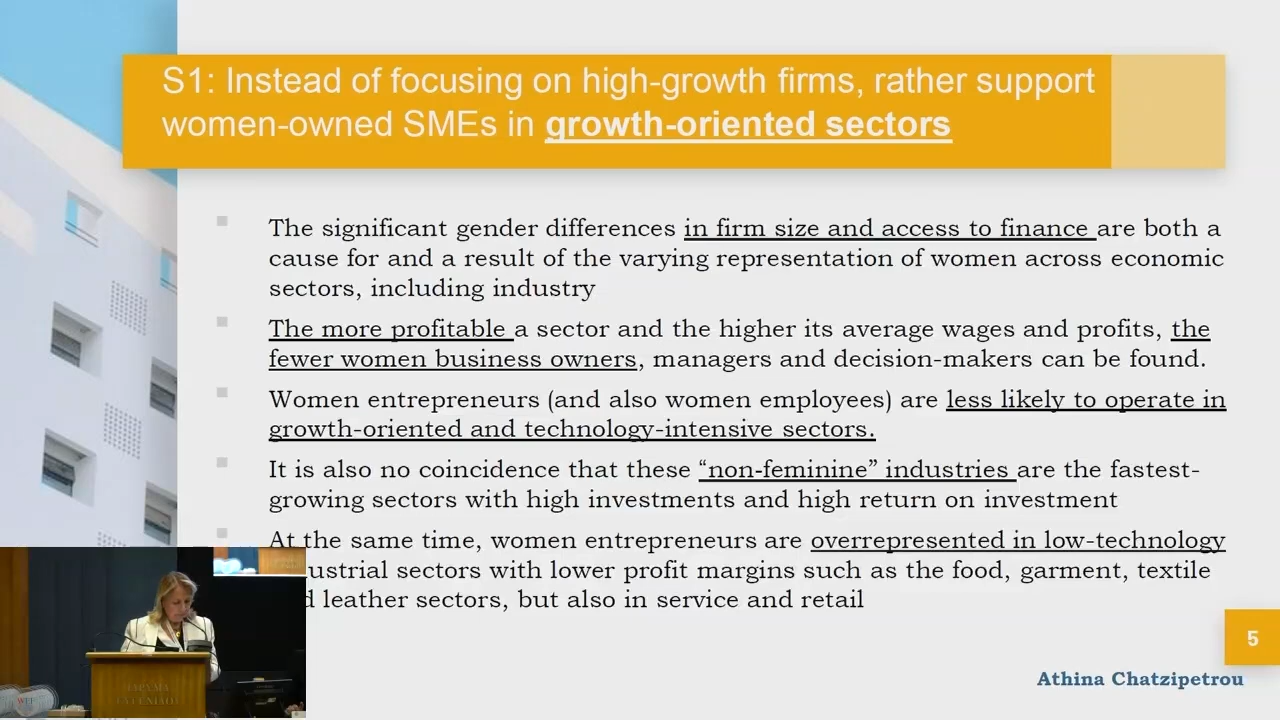 S1: Instead of focusing on high-growth firms, rather support
women-owned SMEs in growth-oriented sectors
The significant gender differences in firm size and access to finance are both a
cause for and a result of the varying representation of women across economic
sectors, including industry
The more profitable a sector and the higher its average wages and profits, the
fewer women business owners, managers and decision-makers can be found.
Women entrepreneurs (and also women employees) are less likely to operate in
growth-oriented and technology-intensive sectors.
It is also no coincidence that these “non-feminine” industries are the fastest-
growing sectors with high investments and high return on investment
At the same time, women entrepreneurs are overrepresented in low-technology
sectors with lower profit margins such as the food, garment, textile
leather sectors, but also in service and retail
5
Athina Chatzipetrou
ΙΔΡΥΜΑ
ΕΥΓΕΝΙΔΟΥ